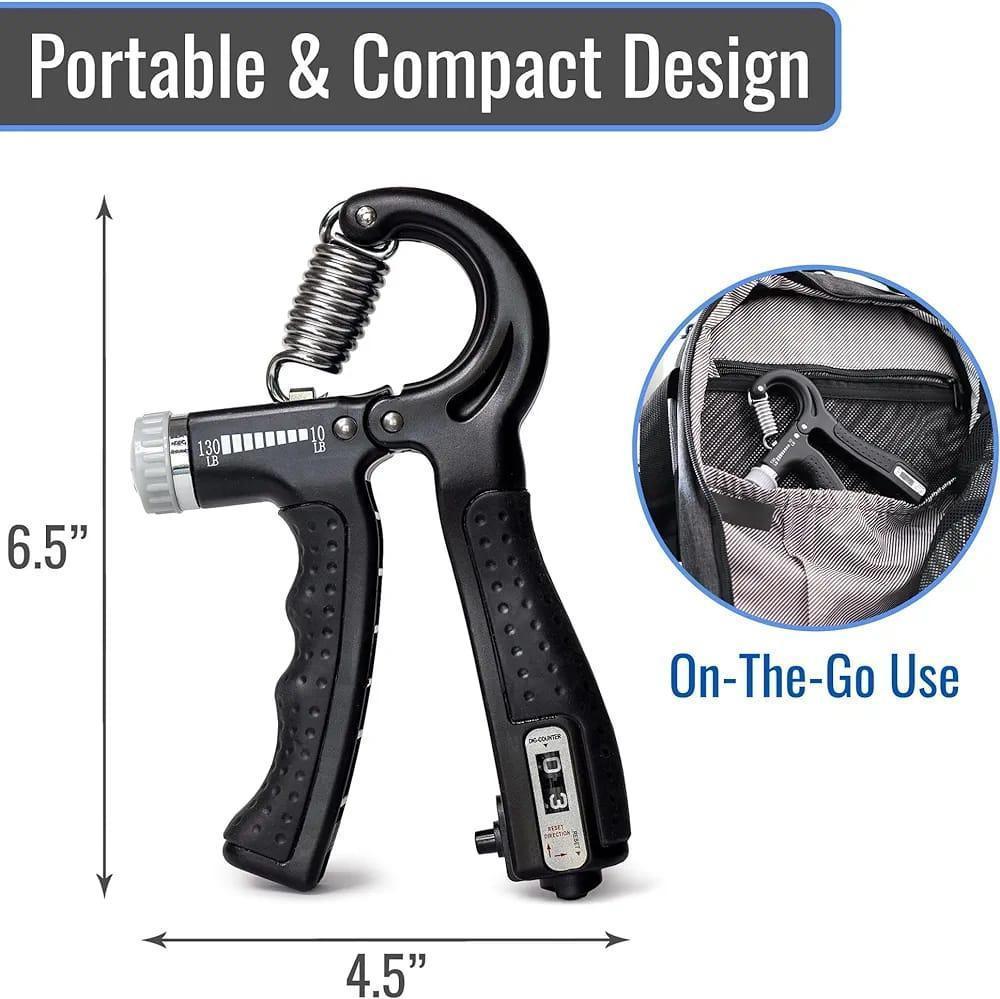 Portable & Compact Design
130 LB
10 LB
6.5”
DIG-COUNTER
0 3
RESET DIRECTION
RESET
On-The-Go Use
4.5”